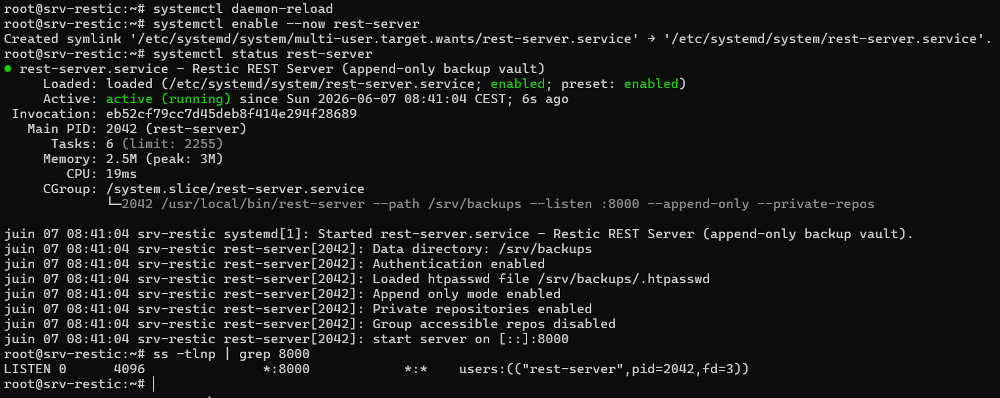 root@srv-restic:~# systemctl daemon-reload
root@srv-restic:~# systemctl enable --now rest-server
Created symlink '/etc/systemd/system/multi-user.target.wants/rest-server.service' → '/etc/systemd/system/rest-server.service'.
root@srv-restic:~# systemctl status rest-server
● rest-server.service - Restic REST Server (append-only backup vault)
     Loaded: loaded (/etc/systemd/system/rest-server.service; enabled; preset: enabled)
     Active: active (running) since Sun 2026-06-07 08:41:04 CEST; 6s ago
 Invocation: eb52cf79cc7d45deb8f414e294f28689
   Main PID: 2042 (rest-server)
      Tasks: 6 (limit: 2255)
     Memory: 2.5M (peak: 3M)
        CPU: 19ms
     CGroup: /system.slice/rest-server.service
             └─2042 /usr/local/bin/rest-server --path /srv/backups --listen :8000 --append-only --private-repos

juin 07 08:41:04 srv-restic systemd[1]: Started rest-server.service - Restic REST Server (append-only backup vault).
juin 07 08:41:04 srv-restic rest-server[2042]: Data directory: /srv/backups
juin 07 08:41:04 srv-restic rest-server[2042]: Authentication enabled
juin 07 08:41:04 srv-restic rest-server[2042]: Loaded htpasswd file /srv/backups/.htpasswd
juin 07 08:41:04 srv-restic rest-server[2042]: Append only mode enabled
juin 07 08:41:04 srv-restic rest-server[2042]: Private repositories enabled
juin 07 08:41:04 srv-restic rest-server[2042]: Group accessible repos disabled
juin 07 08:41:04 srv-restic rest-server[2042]: start server on [::]:8000
root@srv-restic:~# ss -tlnp | grep 8000
LISTEN 0      4096               *:8000            *:*    users:(("rest-server",pid=2042,fd=3))
root@srv-restic:~#